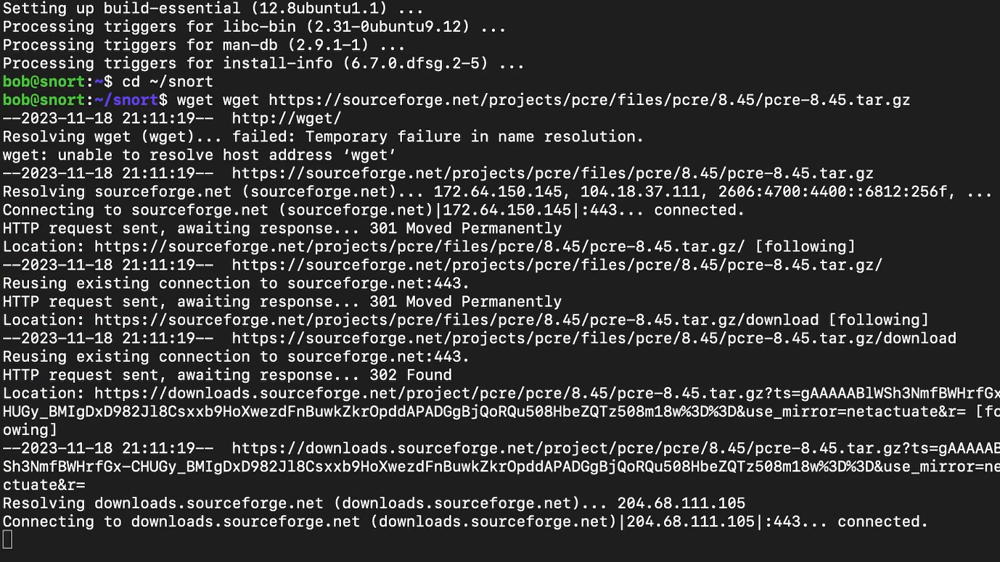 Setting up build-essential (12.8ubuntu1.1) ...
Processing triggers for libc-bin (2.31-0ubuntu9.12) ...
Processing triggers for man-db (2.9.1-1) ...
Processing triggers for install-info (6.7.0.dfsg.2-5) ...
bob@snort:~$ cd ~/snort
bob@snort:~/snort$ wget wget https://sourceforge.net/projects/pcre/files/pcre/8.45/pcre-8.45.tar.gz
--2023-11-18 21:11:19--  http://wget/
Resolving wget (wget)... failed: Temporary failure in name resolution.
wget: unable to resolve host address ‘wget’
--2023-11-18 21:11:19--  https://sourceforge.net/projects/pcre/files/pcre/8.45/pcre-8.45.tar.gz
Resolving sourceforge.net (sourceforge.net)... 172.64.150.145, 104.18.37.111, 2606:4700:4400::6812:256f, ...
Connecting to sourceforge.net (sourceforge.net)|172.64.150.145|:443... connected.
HTTP request sent, awaiting response... 301 Moved Permanently
Location: https://sourceforge.net/projects/pcre/files/pcre/8.45/pcre-8.45.tar.gz/ [following]
--2023-11-18 21:11:19--  https://sourceforge.net/projects/pcre/files/pcre/8.45/pcre-8.45.tar.gz/
Reusing existing connection to sourceforge.net:443.
HTTP request sent, awaiting response... 301 Moved Permanently
Location: https://sourceforge.net/projects/pcre/files/pcre/8.45/pcre-8.45.tar.gz/download [following]
--2023-11-18 21:11:19--  https://sourceforge.net/projects/pcre/files/pcre/8.45/pcre-8.45.tar.gz/download
Reusing existing connection to sourceforge.net:443.
HTTP request sent, awaiting response... 302 Found
Location: https://downloads.sourceforge.net/project/pcre/pcre/8.45/pcre-8.45.tar.gz?ts=gAAAAABlWSh3NmfBWHrfGx
HUGy_BMIgDxD982Jl8Csxxb9HoXwezdFnBuwkZkrOpddAPADGgBjQoRQu508HbeZQTz508m18w%3D%3D&use_mirror=netactuate&r= [fo
owing]
--2023-11-18 21:11:19--  https://downloads.sourceforge.net/project/pcre/pcre/8.45/pcre-8.45.tar.gz?ts=gAAAAAB
Sh3NmfBWHrfGx-CHUGy_BMIgDxD982Jl8Csxxb9HoXwezdFnBuwkZkrOpddAPADGgBjQoRQu508HbeZQTz508m18w%3D%3D&use_mirror=ne
ctuate&r=
Resolving downloads.sourceforge.net (downloads.sourceforge.net)... 204.68.111.105
Connecting to downloads.sourceforge.net (downloads.sourceforge.net)|204.68.111.105|:443... connected.